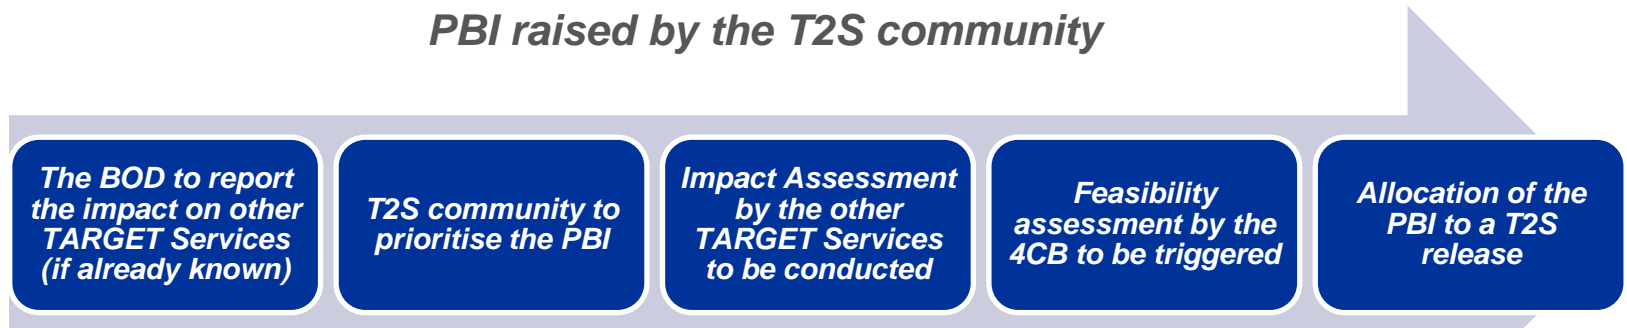 PBI raised by the T2S community
The BOD to report
the impact on other
TARGET Services
(if already known)
T2S community to
prioritise the PBI
Impact Assessment
by the other
TARGET Services
to be conducted
Feasibility
assessment by the
4CB to be triggered
Allocation of the
PBI to a T2S
release